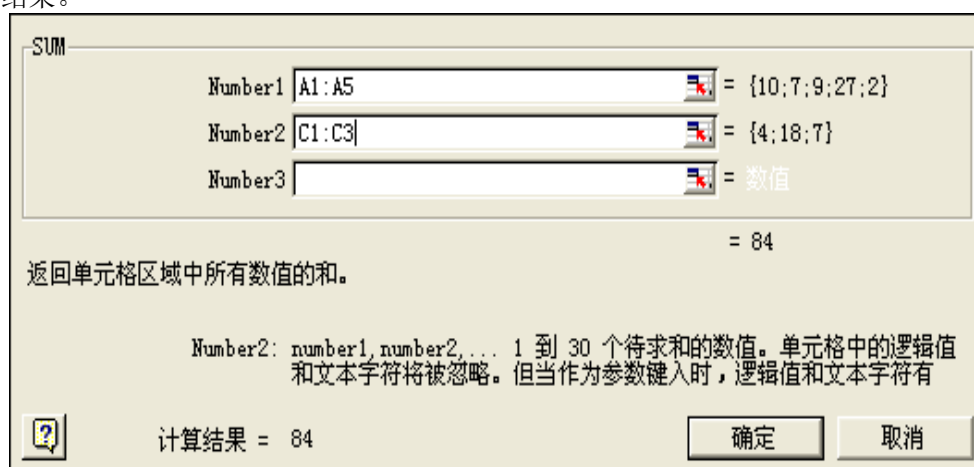 结果。
SUM
Number1 A1:A5 = {10;7;9;27;2}
Number2 C1:C3 = {4;18;7}
Number3 = 数值
= 84
返回单元格区域中所有数值的和。
Number2: number1,number2,... 1 到 30 个待求和的数值。单元格中的逻辑值
和文本字符将被忽略。但当作为参数键入时，逻辑值和文本字符有
计算结果 = 84
确定 取消